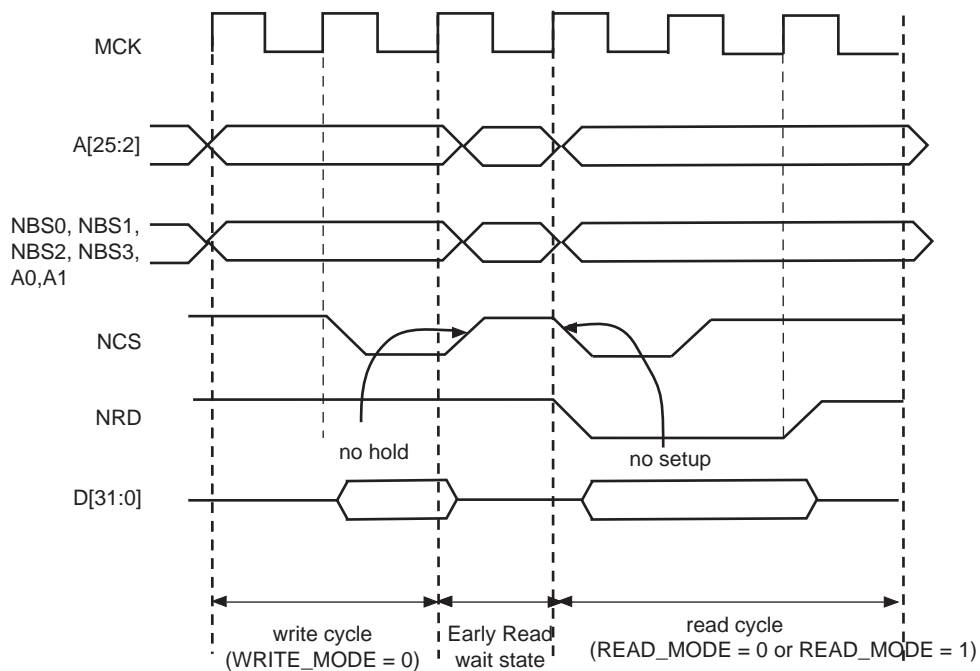 MCK
A[25:2]
NBS0, NBS1,
NBS2, NBS3,
A0,A1
NCS
NRD
no hold
no setup
D[31:0]
write cycle
(WRITE_MODE = 0)
Early Read
wait state
read cycle
(READ_MODE = 0 or READ_MODE = 1)